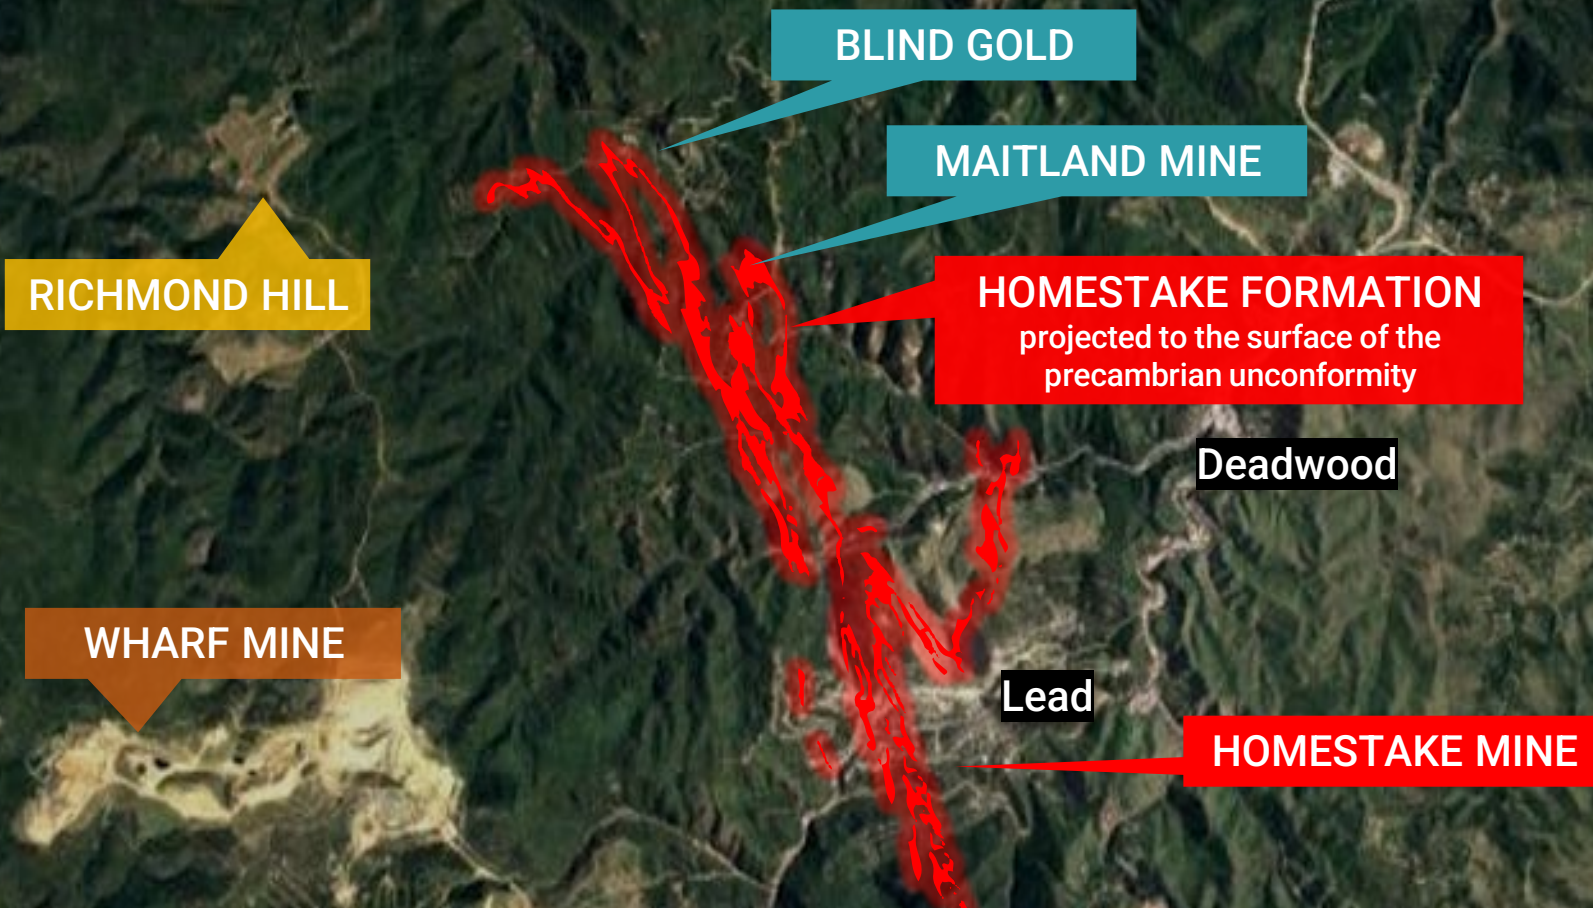 BLIND GOLD
MAITLAND MINE
RICHMOND HILL
HOMESTAKE FORMATION
projected to the surface of the
precambrian unconformity
Deadwood
WHARF MINE
Lead
HOMESTAKE MINE